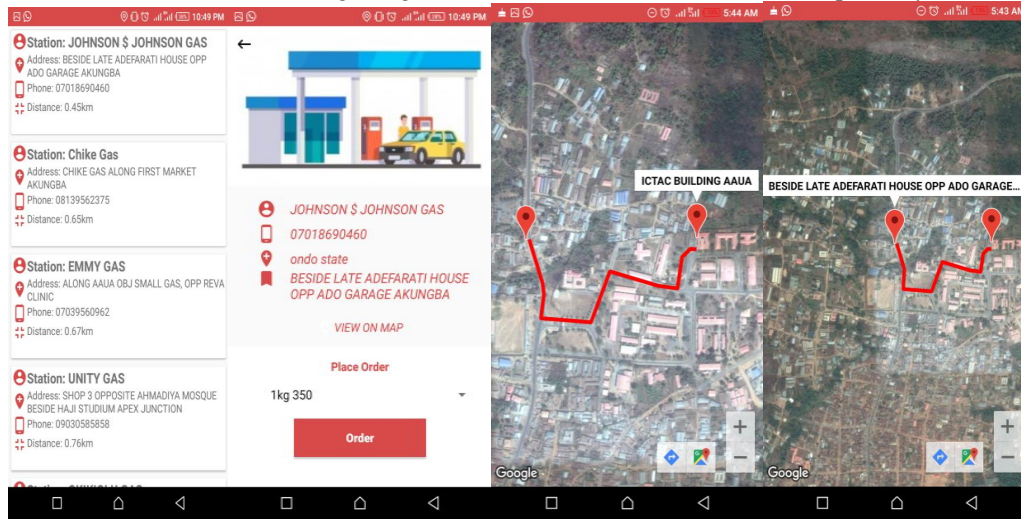 10:49 PM
Station: JOHNSON $ JOHNSON GAS
Address: BESIDE LATE ADEFARATI HOUSE OPP
ADO GARAGE AKUNGBA
Phone: 07018690460
Distance: 0.45km
Station: Chike Gas
Address: CHIKE GAS ALONG FIRST MARKET
AKUNGBA
Phone: 08139562375
Distance: 0.65km
Station: EMMY GAS
Address: ALONG AAUA OBJ SMALL GAS, OPP REVA
CLINIC
Phone: 07039560962
Distance: 0.67km
Station: UNITY GAS
Address: SHOP 3 OPPOSITE AHMADIYA MOSQUE
BESIDE HAJI STUDIUM APEX JUNCTION
Phone: 09030585858
Distance: 0.76km
10:49 PM
JOHNSON $ JOHNSON GAS
07018690460
ondo state
BESIDE LATE ADEFARATI HOUSE
OPP ADO GARAGE AKUNGBA
VIEW ON MAP
Place Order
1kg 350
Order
5:44 AM
ICTAC BUILDING AAUA
Google
5:43 AM
BESIDE LATE ADEFARATI HOUSE OPP ADO GARAGE...
Google